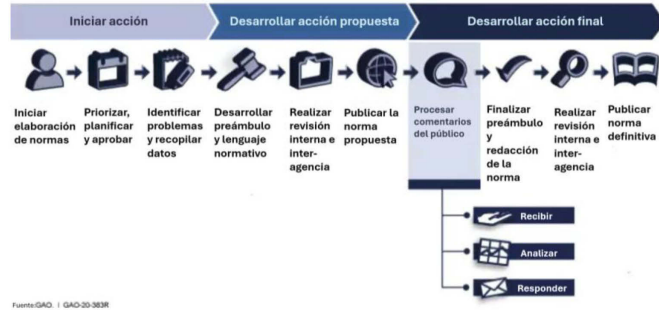 Iniciar acción
Desarrollar acción propuesta
Desarrollar acción final
Iniciar
elaboración
de normas
Priorizar,
planificar
y aprobar
Identificar
problemas
y recopilar
datos
Desarrollar
preámbulo
y lenguaje
normativo
Realizar
revisión
interna e
inter-
agencia
Publicar la
norma
propuesta
Procesar
comentarios
del público
Finalizar
preámbulo
y
redacción
de la
norma
Realizar
revisión
interna e
inter-
agencia
Publicar
norma
definitiva
Recibir
Analizar
Responder
Fuente:GAO. | GAO-20-383R